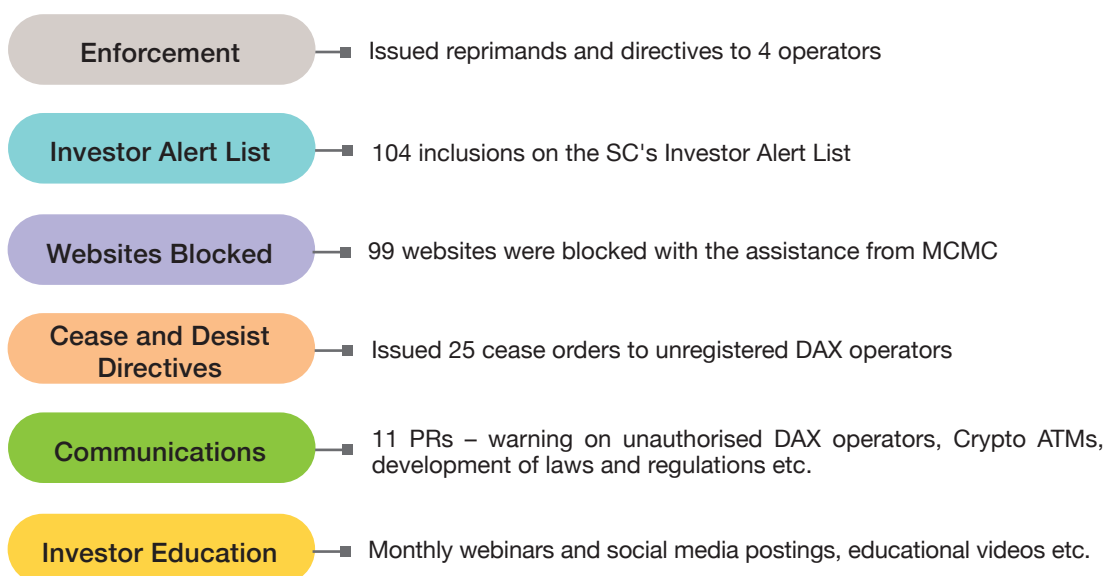 Enforcement
Issued reprimands and directives to 4 operators
Investor Alert List
104 inclusions on the SC's Investor Alert List
Websites Blocked
99 websites were blocked with the assistance from MCMC
Cease and Desist
Directives
Issued 25 cease orders to unregistered DAX operators
Communications
11 PRs – warning on unauthorised DAX operators, Crypto ATMs,
development of laws and regulations etc.
Investor Education
Monthly webinars and social media postings, educational videos etc.